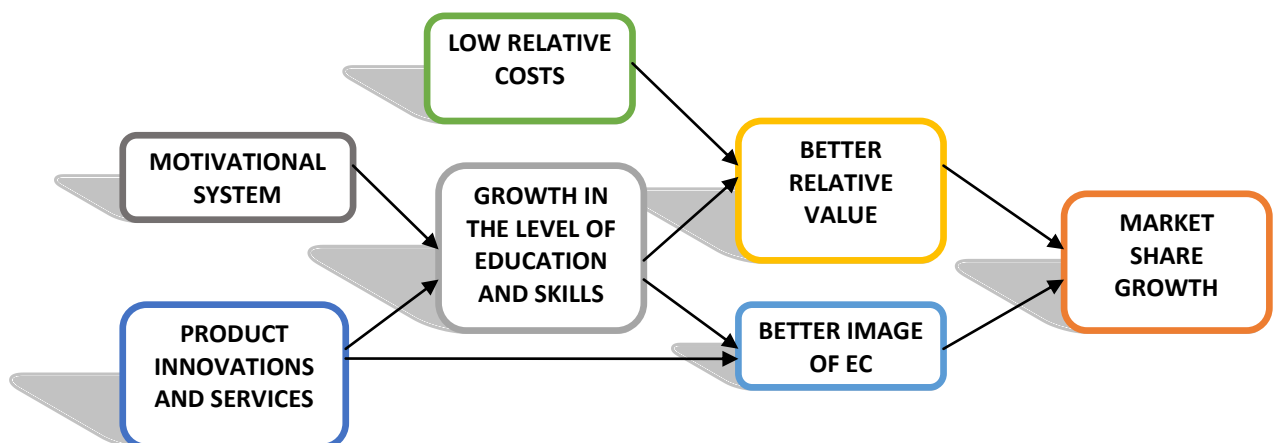 LOW RELATIVE
COSTS
MOTIVATIONAL
SYSTEM
GROWTH IN
THE LEVEL OF
EDUCATION
AND SKILLS
BETTER
RELATIVE
VALUE
MARKET
SHARE
GROWTH
PRODUCT
INNOVATIONS
AND SERVICES
BETTER IMAGE
OF EC